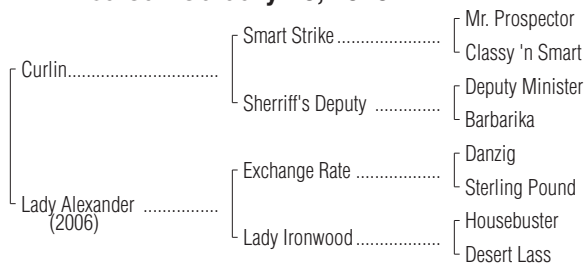 Smart Strike
Mr. Prospector
Classy 'n Smart
Curlin
Sherriff's Deputy
Deputy Minister
Barbarika
Exchange Rate
Danzig
Sterling Pound
Lady Alexander
(2006)
Lady Ironwood
Housebuster
Desert Lass